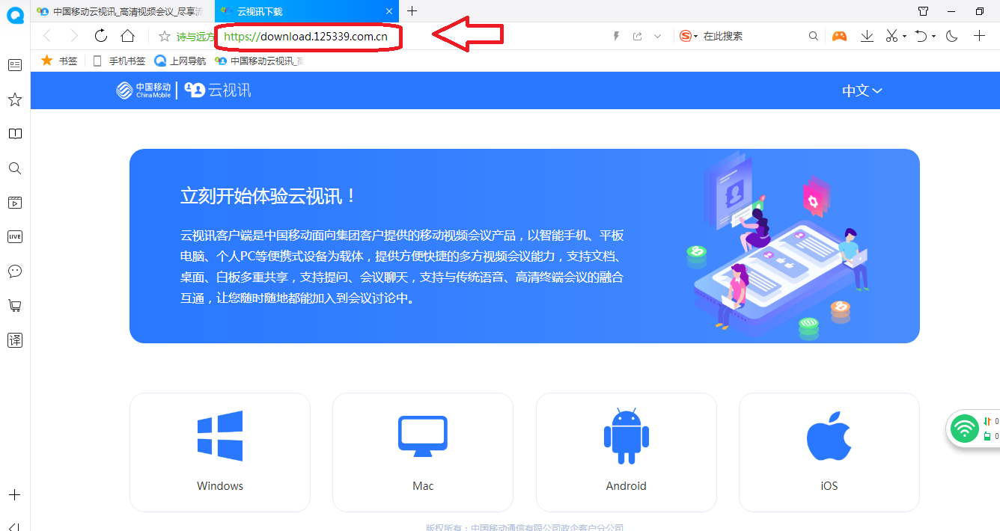 中国移动云视讯_高清视频会议_尽享流
云视讯下载
诗与远方
https://download.125339.com.cn
在此搜索
书签
手机书签
上网导航
中国移动云视讯_高
中国移动
China Mobile
云视讯
中文
LIVE
译
立刻开始体验云视讯！
云视讯客户端是中国移动面向集团客户提供的移动视频会议产品，以智能手机、平板
电脑、个人PC等便携式设备为载体，提供方便快捷的多方视频会议能力，支持文档、
桌面、白板多重共享，支持提问、会议聊天，支持与传统语音、高清终端会议的融合
互通，让您随时随地都能加入到会议讨论中。
Windows
Mac
Android
iOS
0
0
版权所有：中国移动通信有限公司政企客户分公司